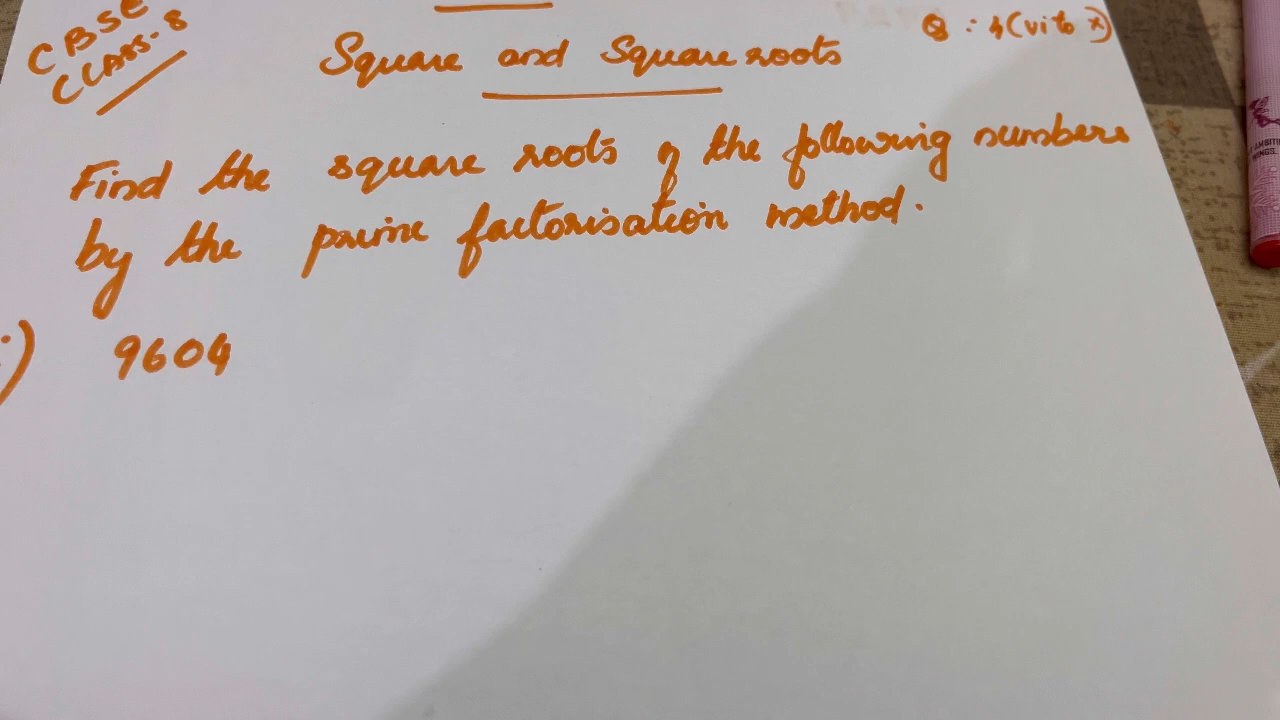 CBSE
CLASS-8
Q : 4(vi to x)
Square and Square roots
Find the square roots of the following numbers
by the prime factorisation method.
) 9604